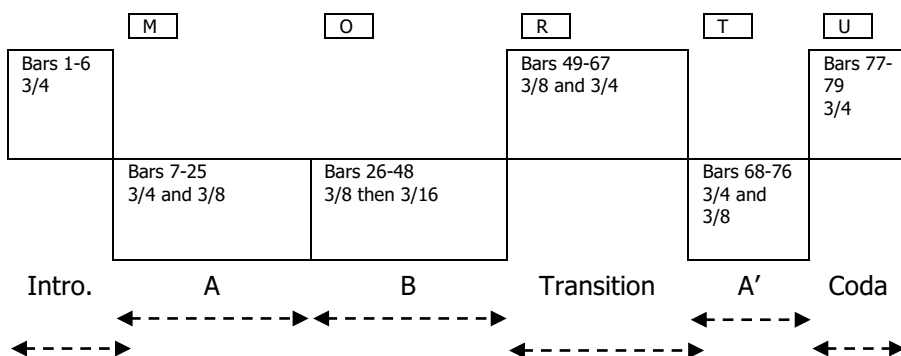 M O R T U
Bars 1-6
3/4
Bars 49-67
3/8 and 3/4
Bars 77-
79
3/4
Bars 7-25
3/4 and 3/8
Bars 26-48
3/8 then 3/16
Bars 68-76
3/4 and
3/8
Intro. A B Transition A’ Coda